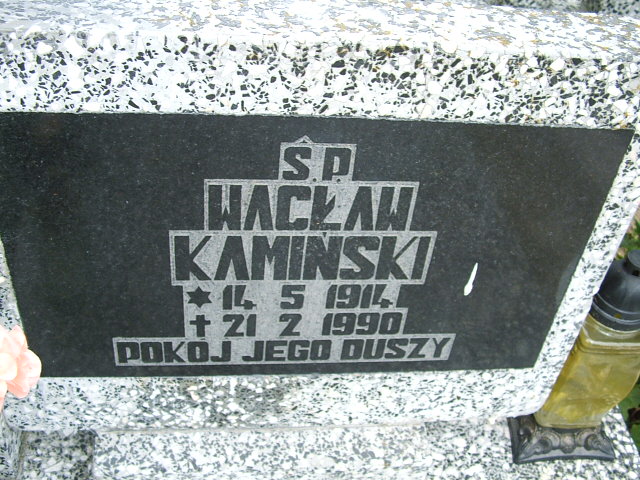 Ś.P.
WACŁAW
KAMIŃSKI
✶ 14 5 1914
✝ 21 2 1990
POKÓJ JEGO DUSZY